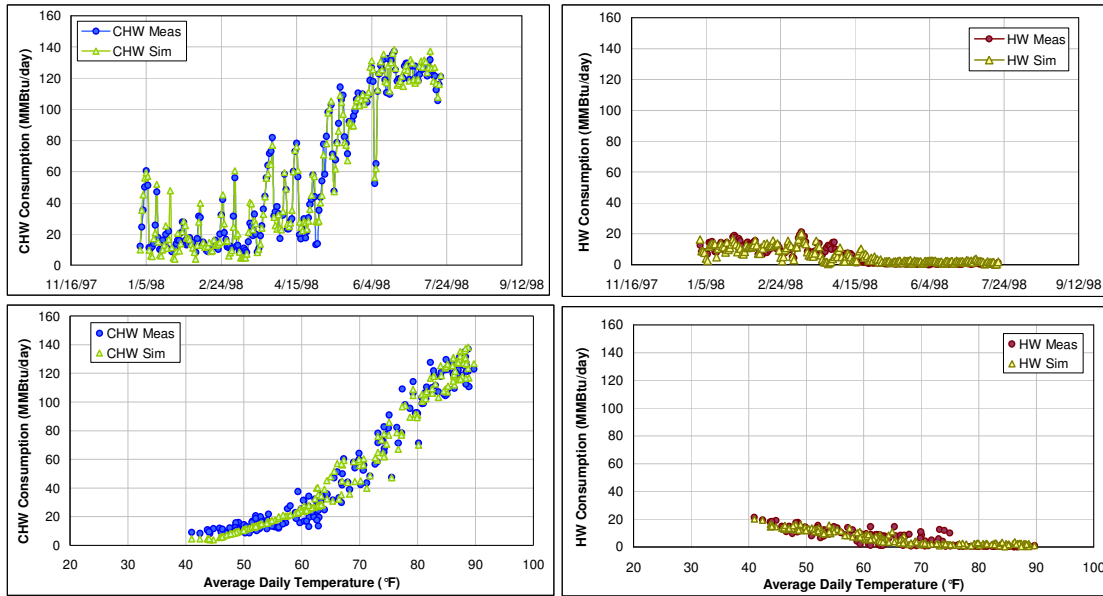 160
140
120
100
80
60
40
20
0
CHW Consumption (MMBtu/day)
CHW Meas
CHW Sim
11/16/97 1/5/98 2/24/98 4/15/98 6/4/98 7/24/98 9/12/98
160
140
120
100
80
60
40
20
0
HW Consumption (MMBtu/day)
HW Meas
HW Sim
11/16/97 1/5/98 2/24/98 4/15/98 6/4/98 7/24/98 9/12/98
160
140
120
100
80
60
40
20
0
CHW Consumption (MMBtu/day)
CHW Meas
CHW Sim
20 30 40 50 60 70 80 90 100
Average Daily Temperature (°F)
160
140
120
100
80
60
40
20
0
HW Consumption (MMBtu/day)
HW Meas
HW Sim
20 30 40 50 60 70 80 90 100
Average Daily Temperature (°F)